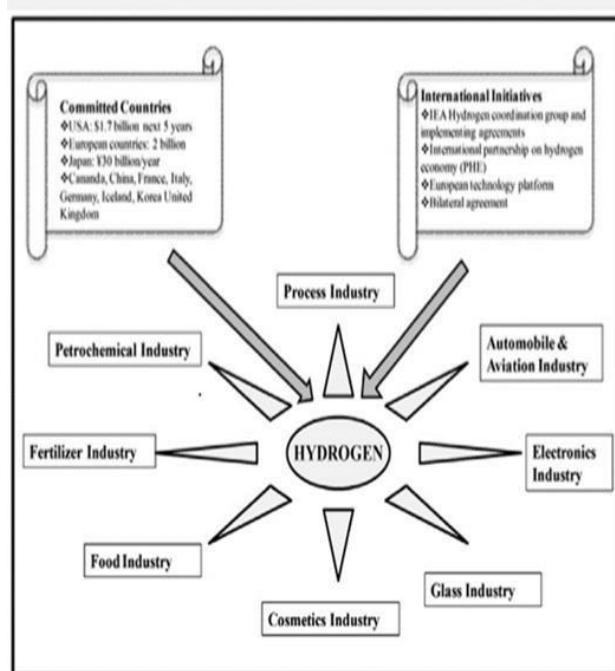 Committed Countries
❖USA: $1.7 billion next 5 years
❖European countries: 2 billion
❖Japan: ¥30 billion/year
❖Cananda, China, France, Italy,
Germany, Iceland, Korea United
Kingdom
International Initiatives
❖IEA Hydrogen coordination group and
implementing agreements
❖International partnership on hydrogen
economy (PHE)
❖European technology platform
❖Bilateral agreement
Process Industry
Petrochemical Industry
Automobile &
Aviation Industry
Fertilizer Industry
HYDROGEN
Electronics
Industry
Food Industry
Glass Industry
Cosmetics Industry